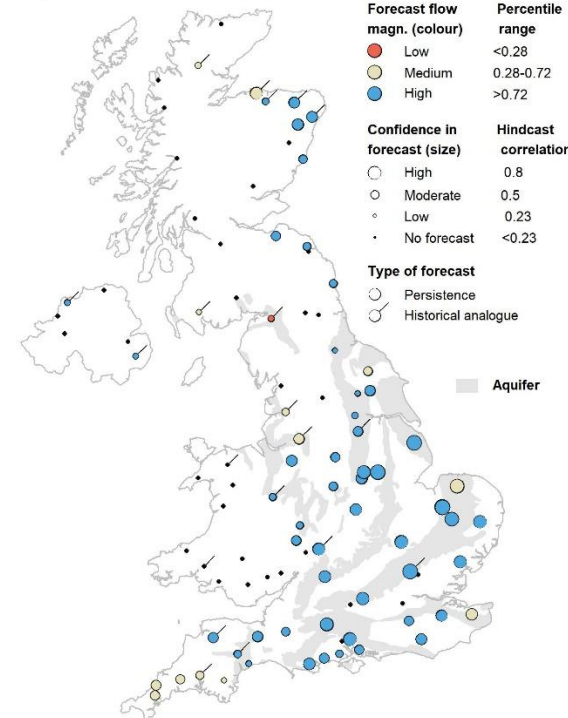 Forecast flow Percentile
magn. (colour) range
Low <0.28
Medium 0.28-0.72
High >0.72
Confidence in Hindcast
forecast (size) correlation
High 0.8
Moderate 0.5
Low 0.23
No forecast <0.23
Type of forecast
Persistence
Historical analogue
Aquifer